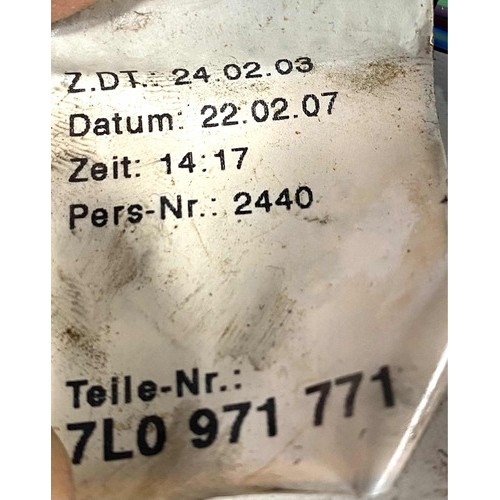 Z.DT.: 24.02.03
Datum: 22.02.07
Zeit: 14:17
Pers-Nr.: 2440
Teile-Nr.:
7L0 971 771